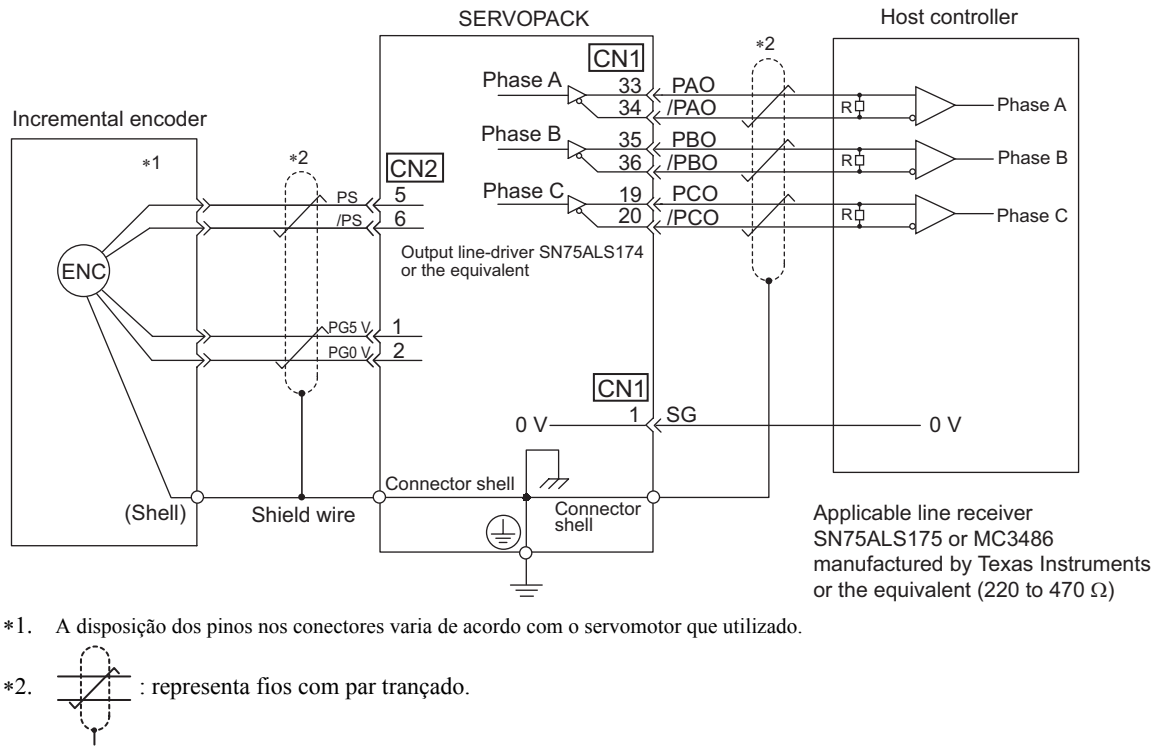 SERVOPACK
Host controller
Incremental encoder
*1
*2
ENC
PS
/PS
PG5 V
PG0 V
(Shell)
Shield wire
CN2
5
6
1
2
Output line-driver SN75ALS174
or the equivalent
Phase A
Phase B
Phase C
CN1
33 PAO
34 /PAO
35 PBO
36 /PBO
19 PCO
20 /PCO
*2
R
R
R
Phase A
Phase B
Phase C
CN1
0 V
1 SG
0 V
Connector shell
Connector
shell
Applicable line receiver
SN75ALS175 or MC3486
manufactured by Texas Instruments
or the equivalent (220 to 470 Ω)
*1. A disposição dos pinos nos conectores varia de acordo com o servomotor que utilizado.
*2. : representa fios com par trançado.